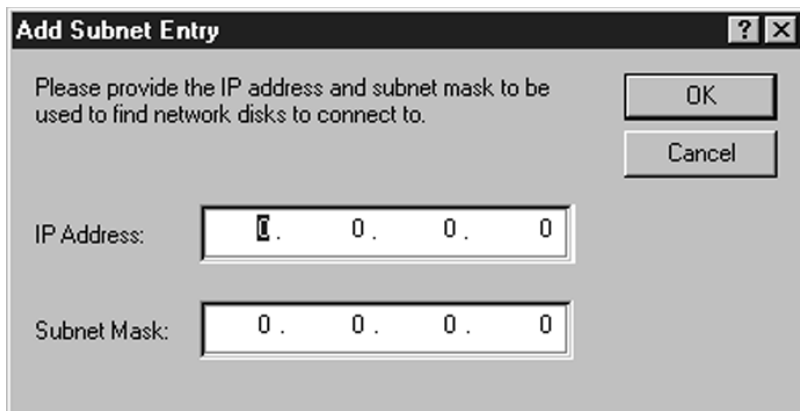 Add Subnet Entry
Please provide the IP address and subnet mask to be
used to find network disks to connect to.
OK
Cancel
IP Address: 0. 0. 0. 0
Subnet Mask: 0. 0. 0. 0